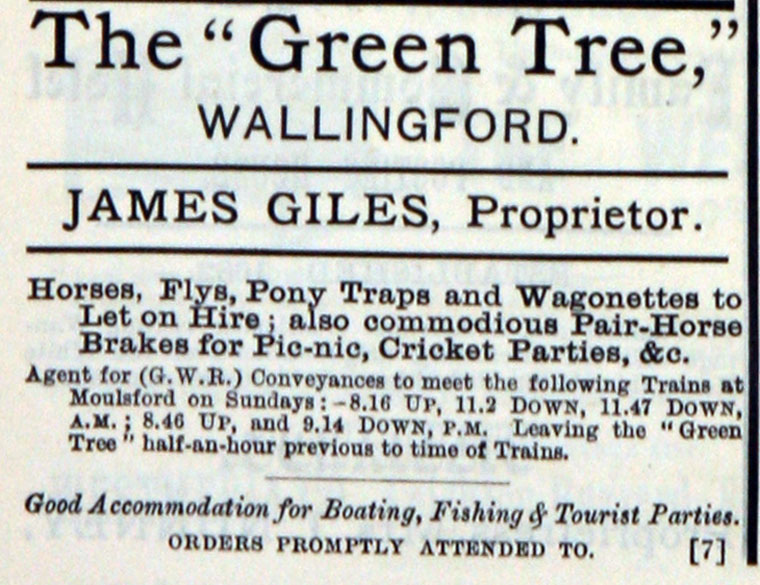 The "Green Tree,"
WALLINGFORD.
JAMES GILES, Proprietor.
Horses, Flys, Pony Traps and Wagonettes to
Let on Hire; also commodious Pair-Horse
Brakes for Pic-nic, Cricket Parties, &c.
Agent for (G.W.R.) Conveyances to meet the following Trains at
Moulsford on Sundays:-8.16 UP, 11.2 DOWN, 11.47 DOWN,
A.M.; 8.46 UP, and 9.14 DOWN, P.M. Leaving the "Green
Tree" half-an-hour previous to time of Trains.
Good Accommodation for Boating, Fishing & Tourist Parties.
ORDERS PROMPTLY ATTENDED TO. [7]